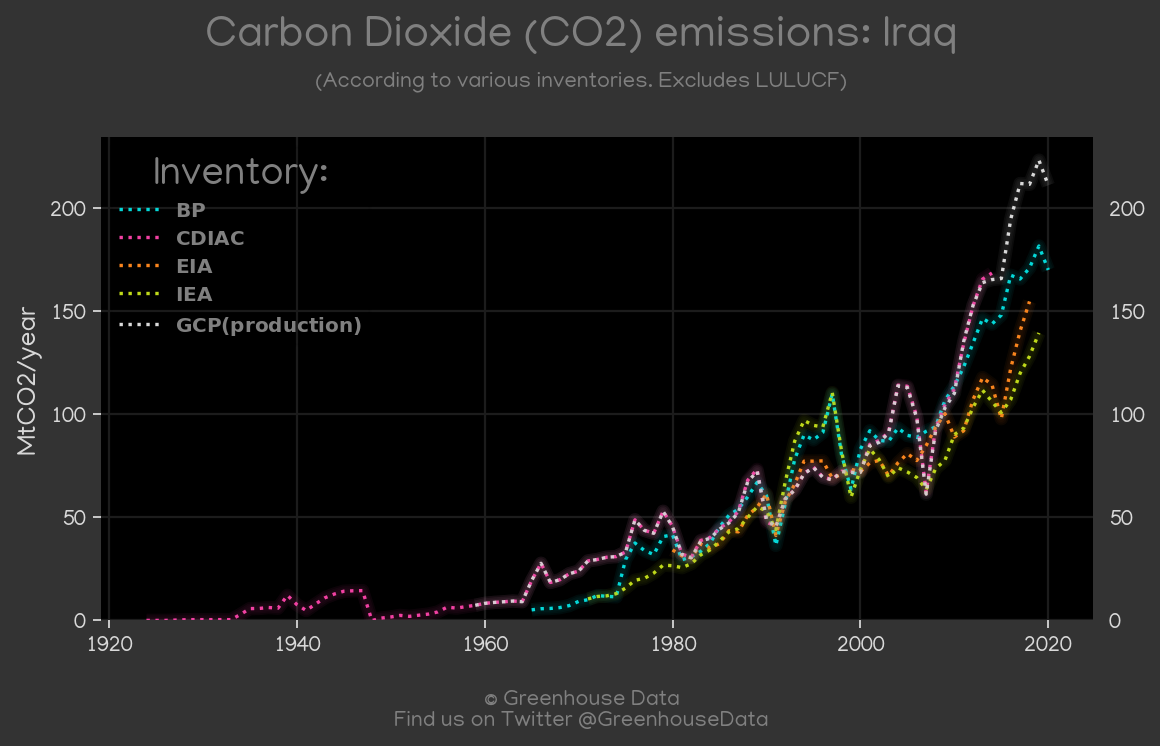 Carbon Dioxide (CO2) emissions: Iraq
(According to various inventories. Excludes LULUCF)
Inventory:
BP
CDIAC
EIA
IEA
GCP(production)
MtCO2/year
200
150
100
50
0
200
150
100
50
0
1920 1940 1960 1980 2000 2020
© Greenhouse Data
Find us on Twitter @GreenhouseData